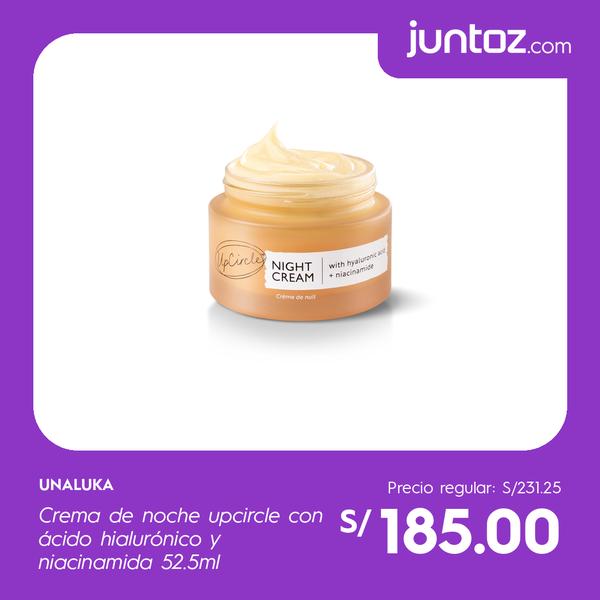 juntoz.com
UpCircle
NIGHT
CREAM
with hyaluronic acid
+ niacinamide
Crème de nuit
UNALUKA
Crema de noche upcircle con
ácido hialurónico y
niacinamida 52.5ml
Precio regular: S/231.25
S/185.00